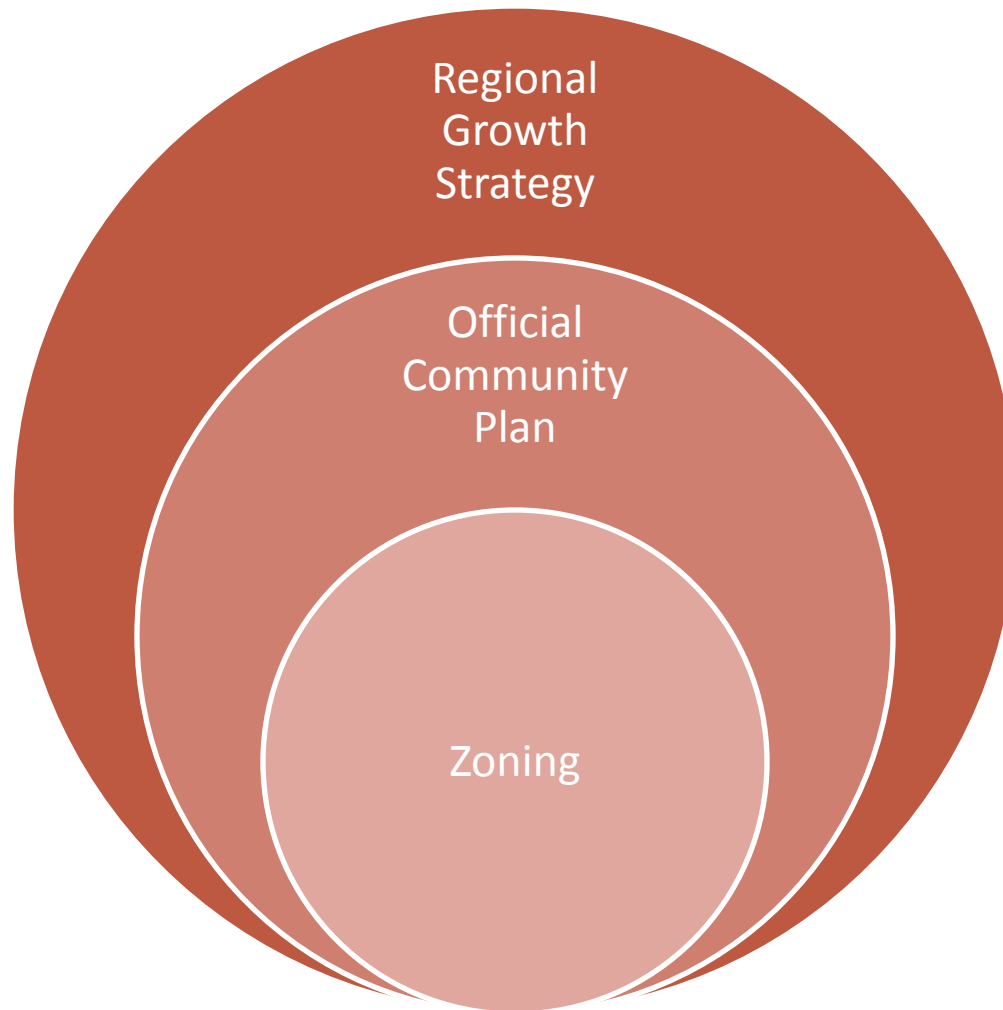 Regional
Growth
Strategy
Official
Community
Plan
Zoning